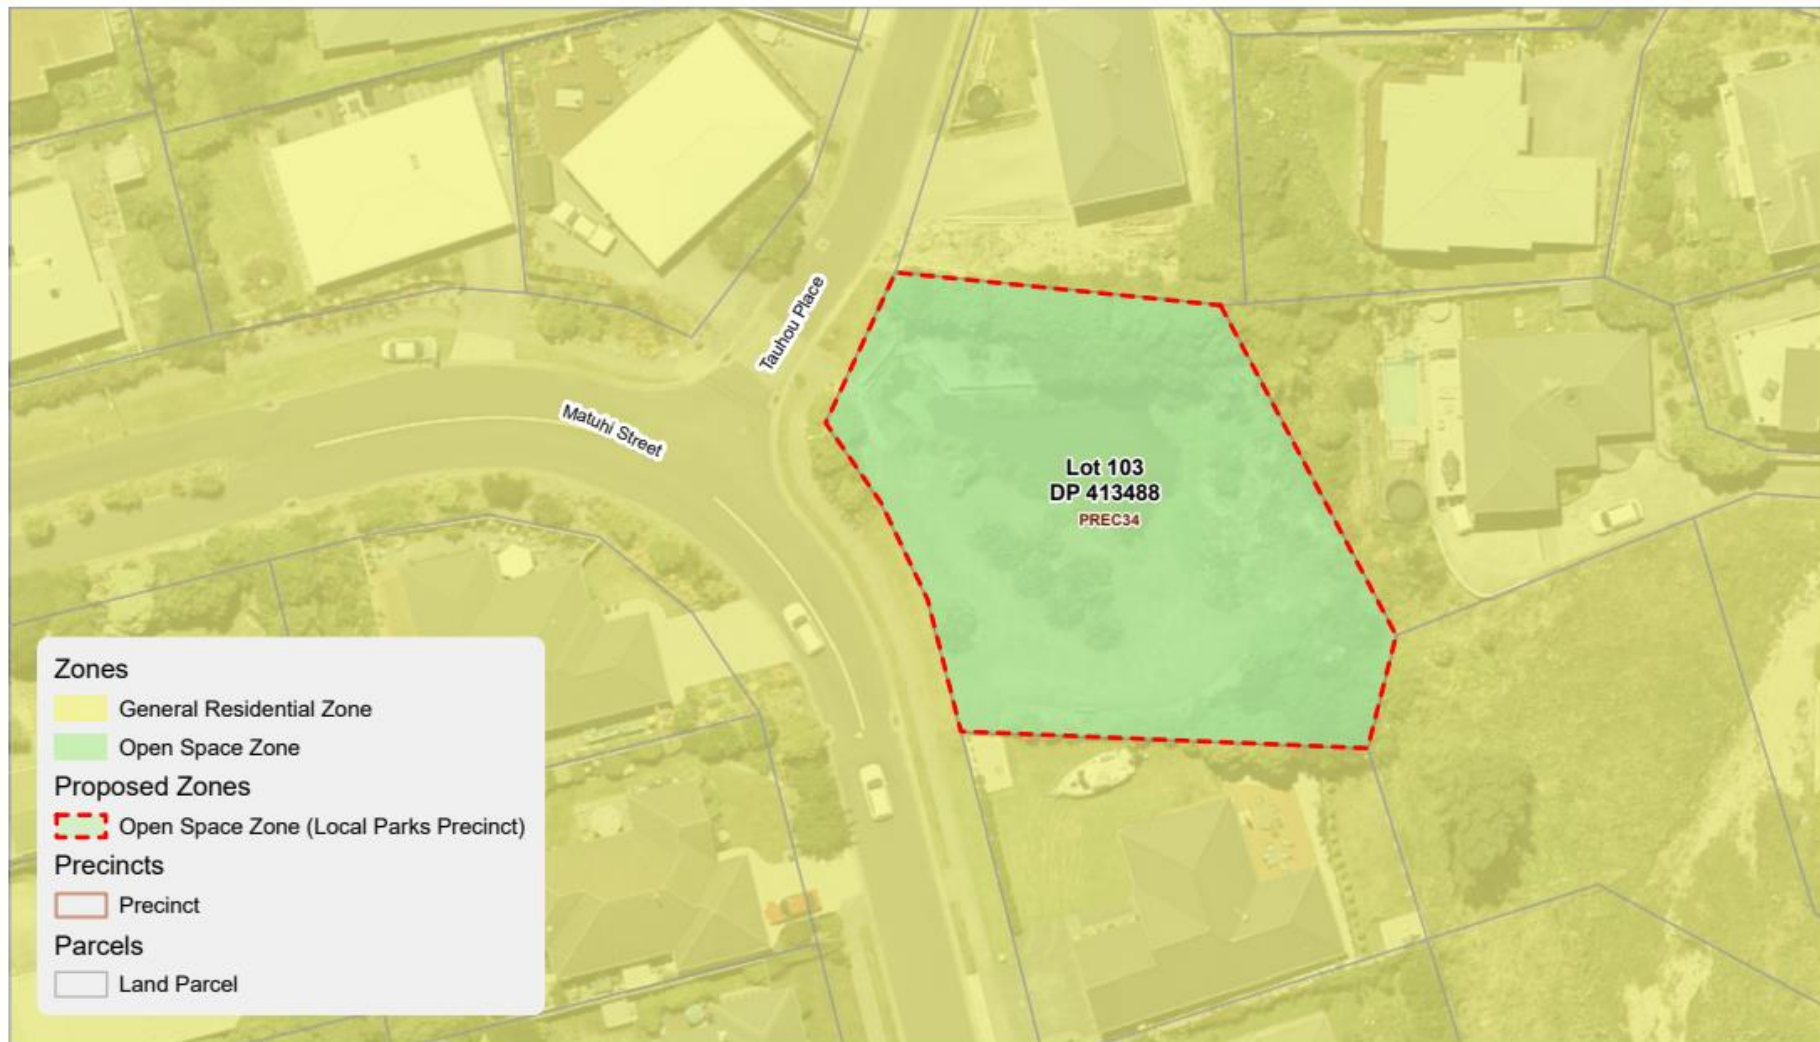 Tauhou Place
Matuhi Street
Lot 103
DP 413488
PREC34
Zones
General Residential Zone
Open Space Zone
Proposed Zones
Open Space Zone (Local Parks Precinct)
Precincts
Precinct
Parcels
Land Parcel